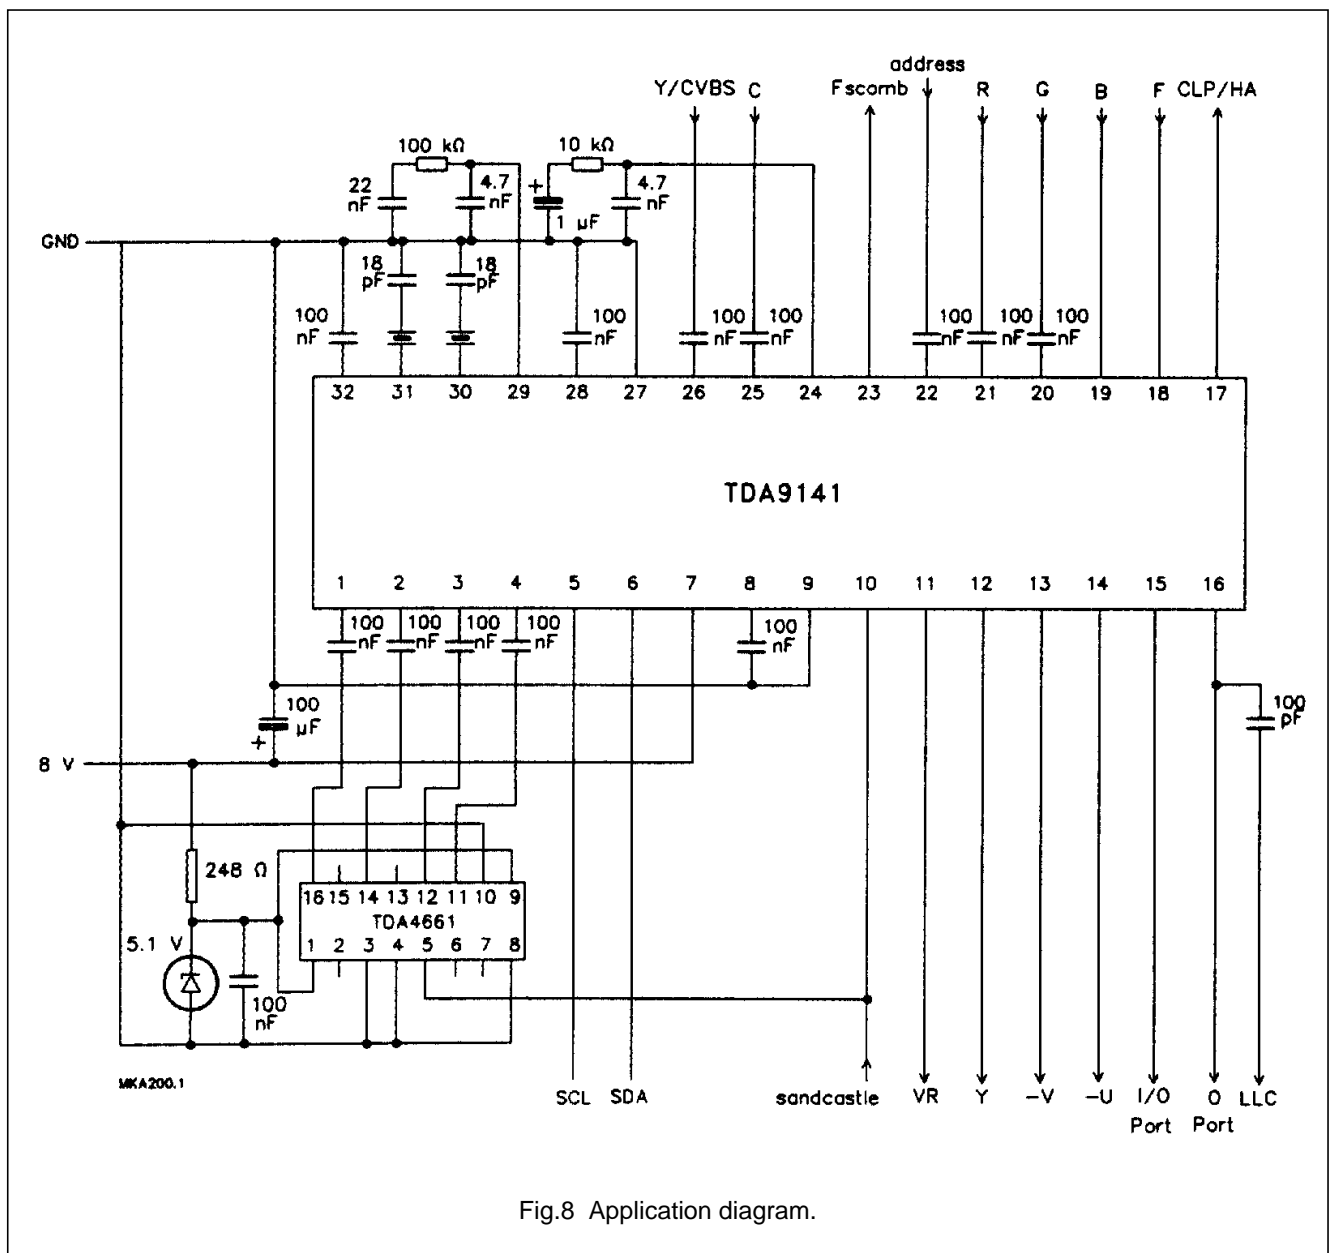 address
Y/CVBS C Fscomb R G B F CLP/HA
100 kΩ 10 kΩ
22 nF 4.7 nF + 1 µF 4.7 nF
GND
18 pF 18 pF
100 nF 100 nF 100 nF 100 nF 100 nF 100 nF 100 nF
32 31 30 29 28 27 26 25 24 23 22 21 20 19 18 17
TDA9141
1 2 3 4 5 6 7 8 9 10 11 12 13 14 15 16
100 nF 100 nF 100 nF 100 nF 100 nF
100 µF + 100 pF
8 V
248 Ω
16 15 14 13 12 11 10 9
TDA4661
1 2 3 4 5 6 7 8
5.1 V
100 nF
MKA200.1
SCL SDA sandcastle VR Y -V -U I/O Port O Port LLC
Fig.8 Application diagram.